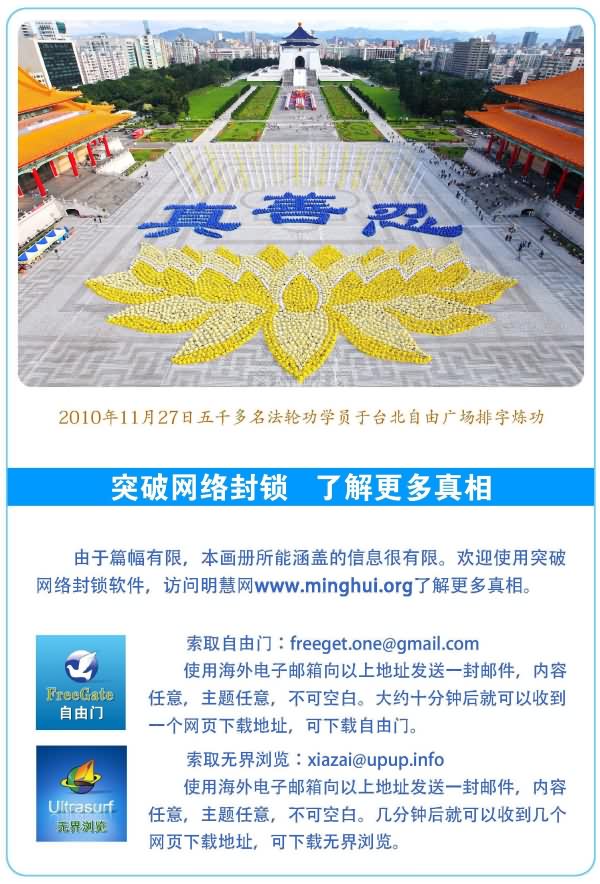 真善忍
2010年11月27日五千多名法轮功学员于台北自由广场排字炼功
突破网络封锁 了解更多真相
由于篇幅有限，本画册所能涵盖的信息很有限。欢迎使用突破
网络封锁软件，访问明慧网www.minghui.org了解更多真相。
FreeGate
自由门
索取自由门：freeget.one@gmail.com
使用海外电子邮箱向以上地址发送一封邮件，内容
任意，主题任意，不可空白。大约十分钟后就可以收到
一个网页下载地址，可下载自由门。
Ultrasurf
无界浏览
索取无界浏览：xiazai@upup.info
使用海外电子邮箱向以上地址发送一封邮件，内容
任意，主题任意，不可空白。几分钟后就可以收到几个
网页下载地址，可下载无界浏览。